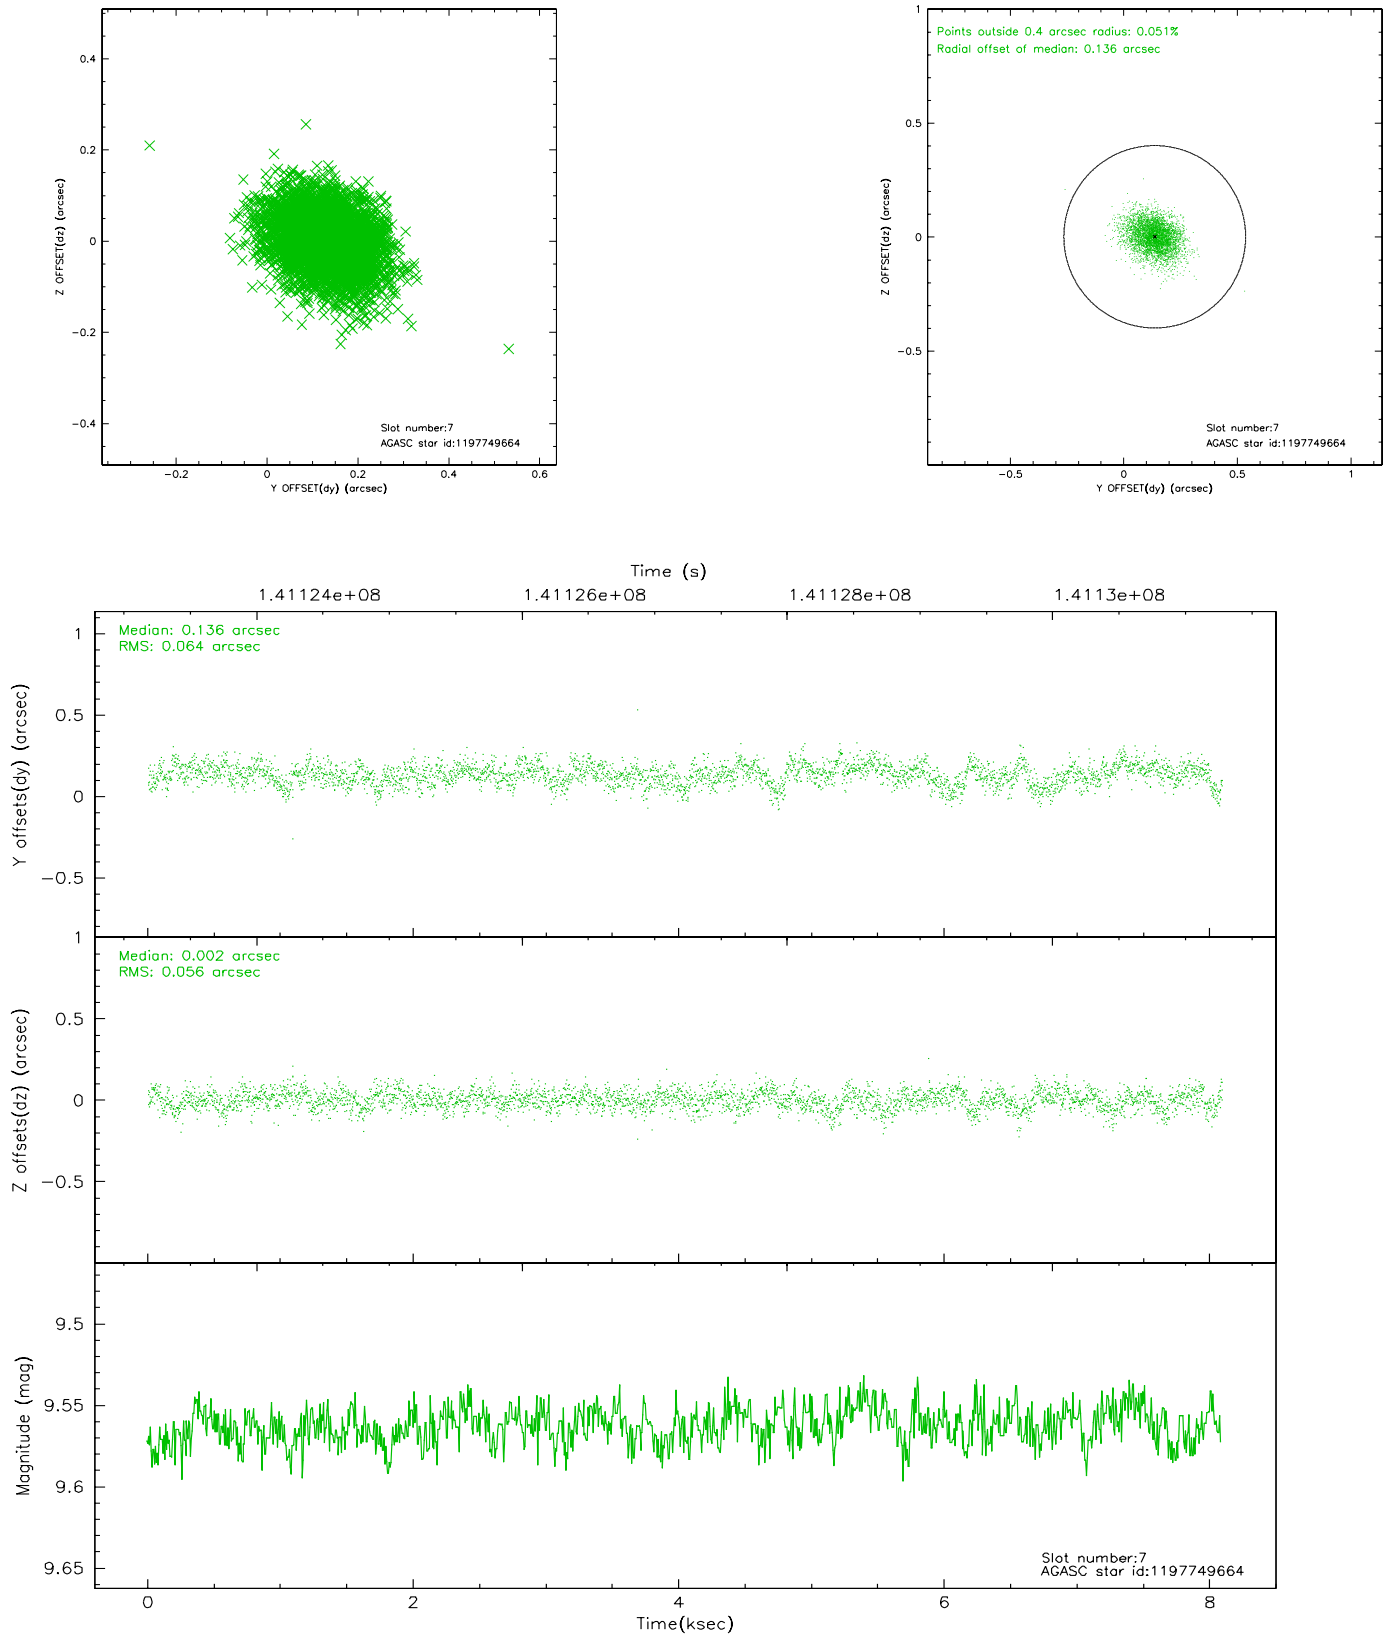 0.4
0.2
0
−0.2
−0.4
Z OFFSET(dz) (arcsec)
Slot number:7
AGASC star id:1197749664
−0.2
0
0.2
0.4
0.6
Y OFFSET(dy) (arcsec)
1
0.5
0
−0.5
Z OFFSET(dz) (arcsec)
Points outside 0.4 arcsec radius: 0.051%
Radial offset of median: 0.136 arcsec
Slot number:7
AGASC star id:1197749664
−0.5
0
0.5
1
Y OFFSET(dy) (arcsec)
Time (s)
1.41124e+08
1.41126e+08
1.41128e+08
1.4113e+08
Median: 0.136 arcsec
RMS: 0.064 arcsec
1
0.5
0
−0.5
Y offsets(dy) (arcsec)
Median: 0.002 arcsec
RMS: 0.056 arcsec
1
0.5
0
−0.5
Z offsets(dz) (arcsec)
9.5
9.55
9.6
9.65
Magnitude (mag)
Slot number:7
AGASC star id:1197749664
0
2
4
6
8
Time(ksec)